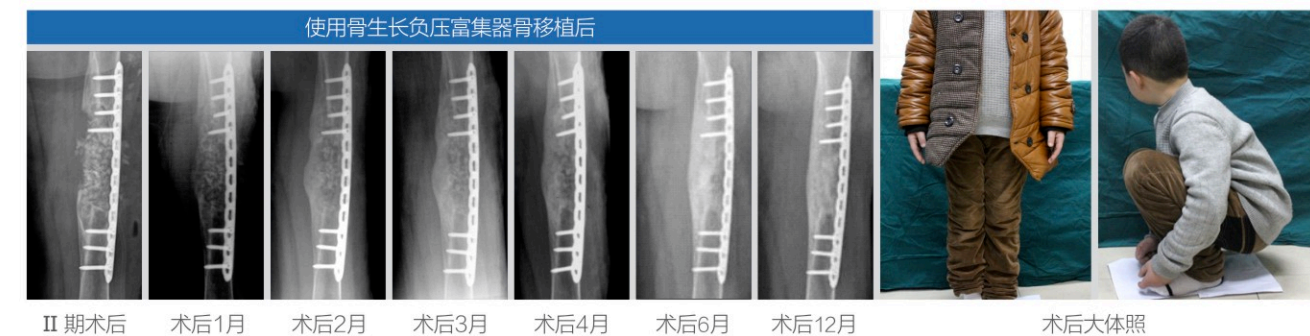 使用骨生长负压富集器骨移植后
II 期术后
术后1月
术后2月
术后3月
术后4月
术后6月
术后12月
术后大体照